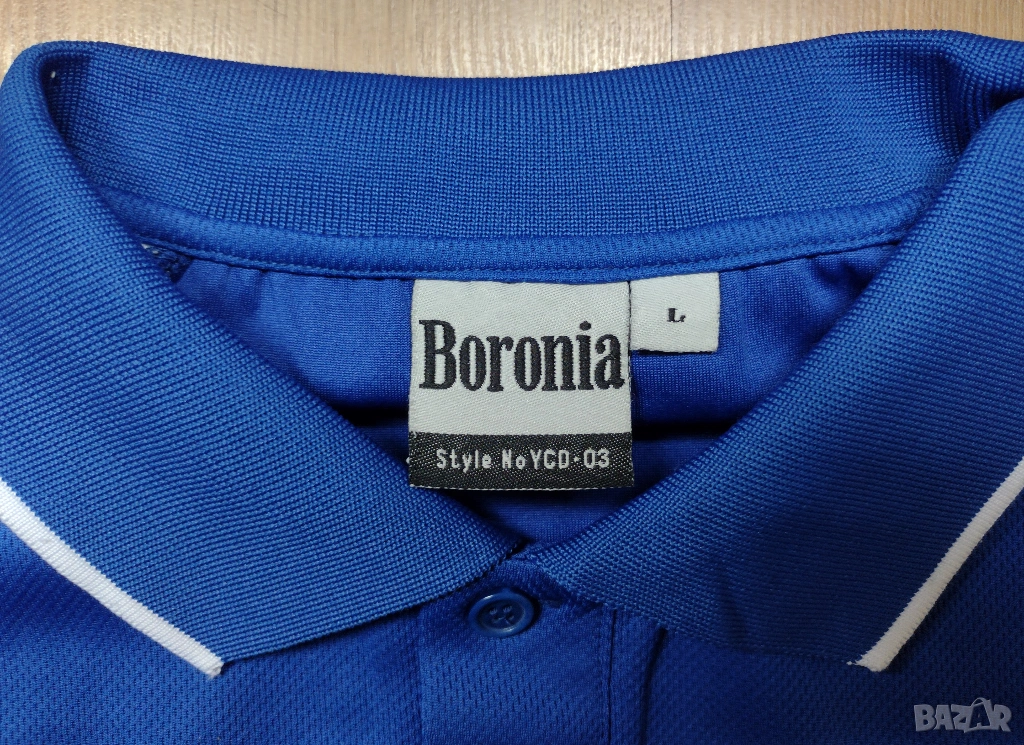 Boronia
L
Style No YCD-03
BAZAR